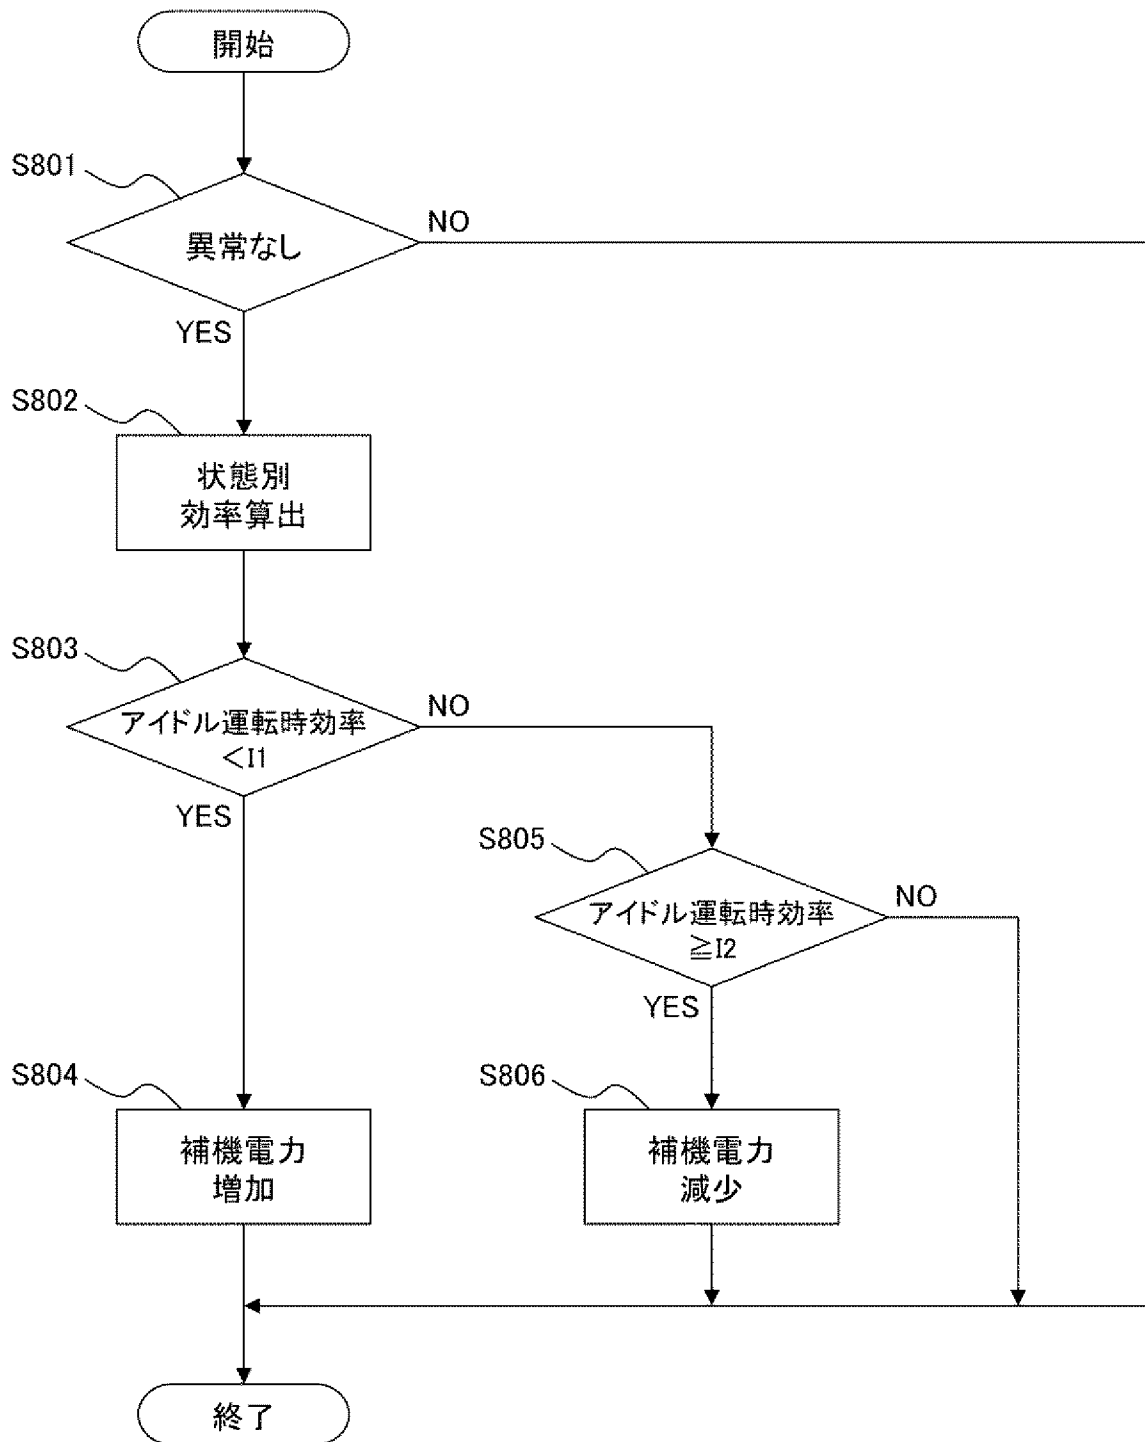 開始
S801
異常なし
NO
YES
S802
状態別
効率算出
S803
アイドル運転時効率
<I1
NO
YES
S805
アイドル運転時効率
≧I2
NO
YES
S804
補機電力
増加
S806
補機電力
減少
終了